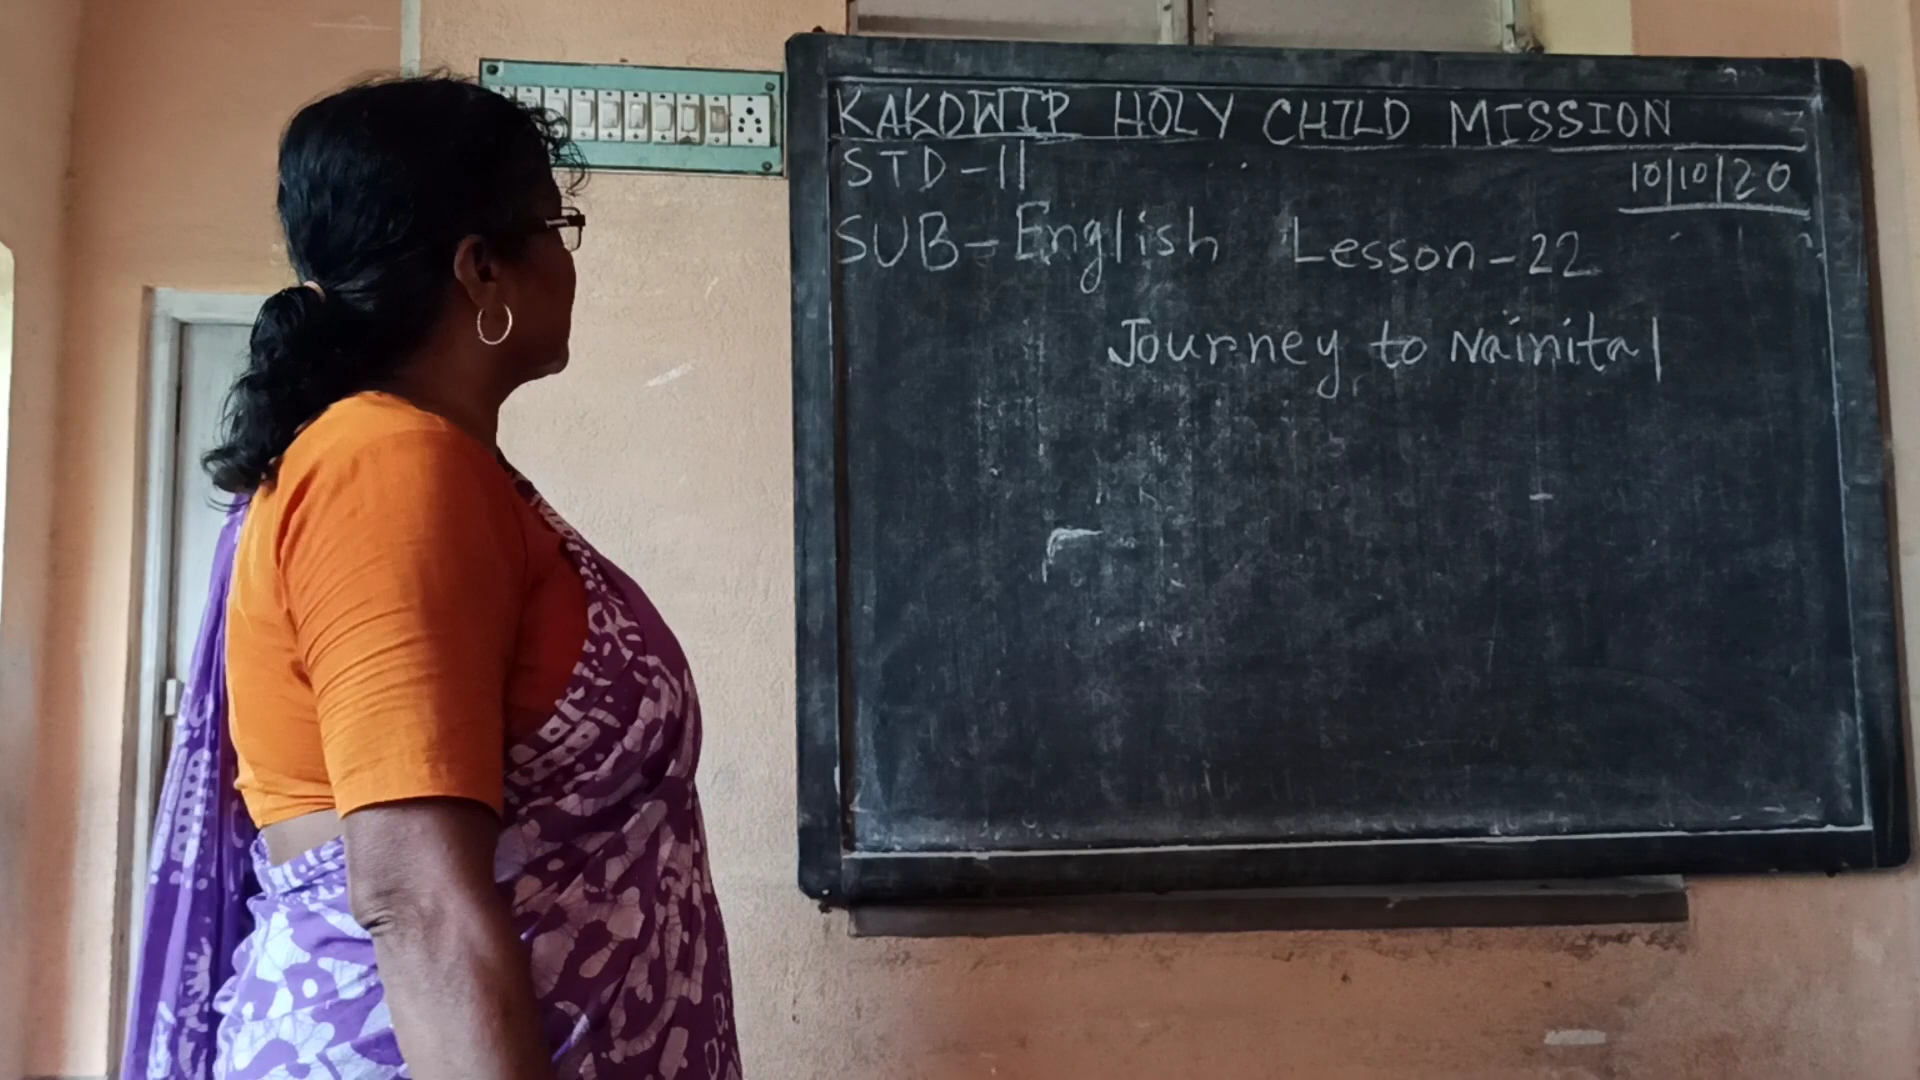 KAKDWIP HOLY CHILD MISSION
STD-II
10/10/20
SUB-English Lesson-22
Journey to Nainital